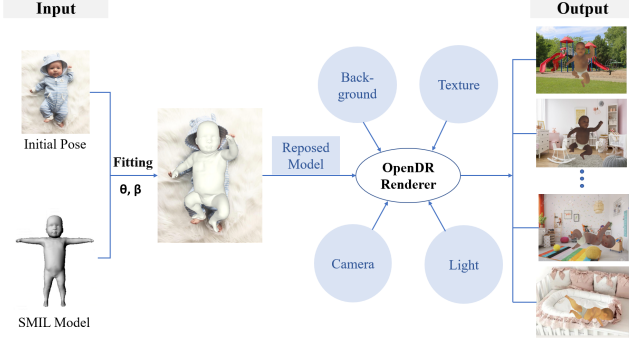 Input
Output
Initial Pose
Fitting
θ, β
SMIL Model
Reposed
Model
Back-
ground
Texture
OpenDR
Renderer
Camera
Light